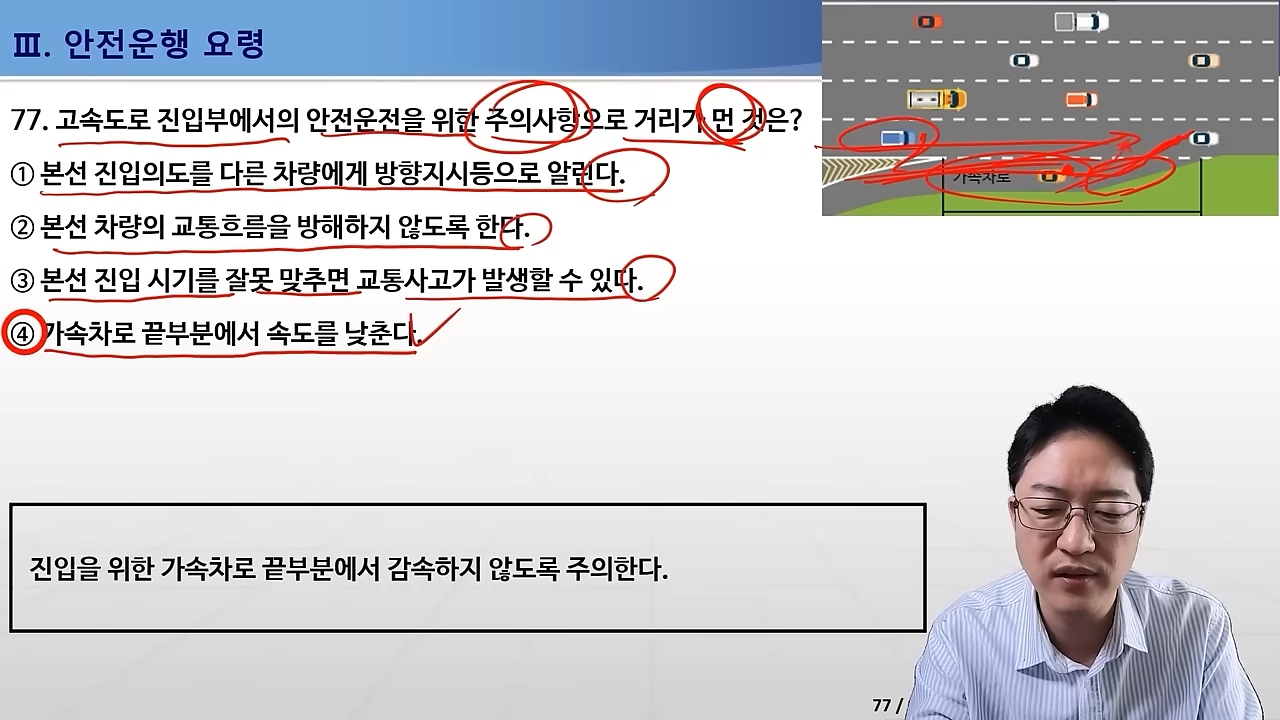 Ⅲ. 안전운행 요령
77. 고속도로 진입부에서의 안전운전을 위한 주의사항으로 거리가 먼 것은?
① 본선 진입의도를 다른 차량에게 방향지시등으로 알린다.
② 본선 차량의 교통흐름을 방해하지 않도록 한다.
③ 본선 진입 시기를 잘못 맞추면 교통사고가 발생할 수 있다.
④ 가속차로 끝부분에서 속도를 낮춘다.
가속차로
진입을 위한 가속차로 끝부분에서 감속하지 않도록 주의한다.
77 /